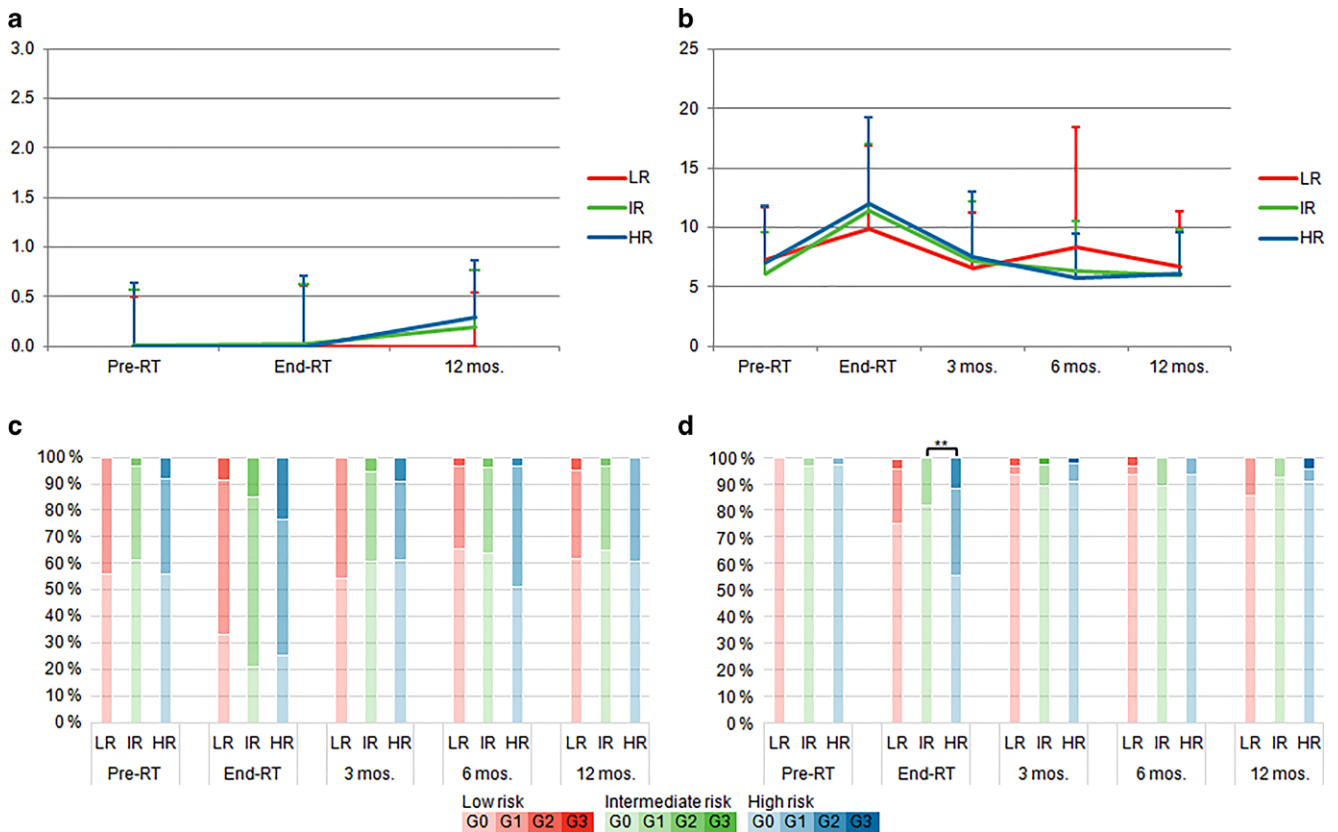 a
3.0
2.5
2.0
1.5
1.0
0.5
0.0
Pre-RT End-RT 12 mos.
LR
IR
HR
b
25
20
15
10
5
0
Pre-RT End-RT 3 mos. 6 mos. 12 mos.
LR
IR
HR
c
100 %
90 %
80 %
70 %
60 %
50 %
40 %
30 %
20 %
10 %
0 %
LR IR HR LR IR HR LR IR HR LR IR HR LR IR HR
Pre-RT End-RT 3 mos. 6 mos. 12 mos.
d
**
100 %
90 %
80 %
70 %
60 %
50 %
40 %
30 %
20 %
10 %
0 %
LR IR HR LR IR HR LR IR HR LR IR HR LR IR HR
Pre-RT End-RT 3 mos. 6 mos. 12 mos.
Low risk Intermediate risk High risk
G0 G1 G2 G3 G0 G1 G2 G3 G0 G1 G2 G3